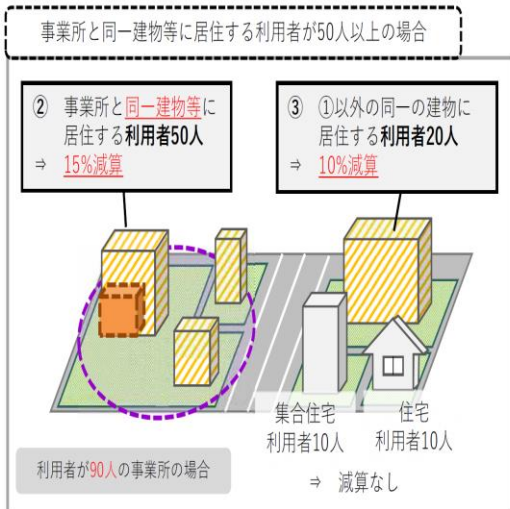 事業所と同一建物等に居住する利用者が50人以上の場合
② 事業所と同一建物等に
居住する利用者50人
⇒ 15%減算
③ ①以外の同一の建物に
居住する利用者20人
⇒ 10%減算
集合住宅
利用者10人
住宅
利用者10人
⇒ 減算なし
利用者が90人の事業所の場合